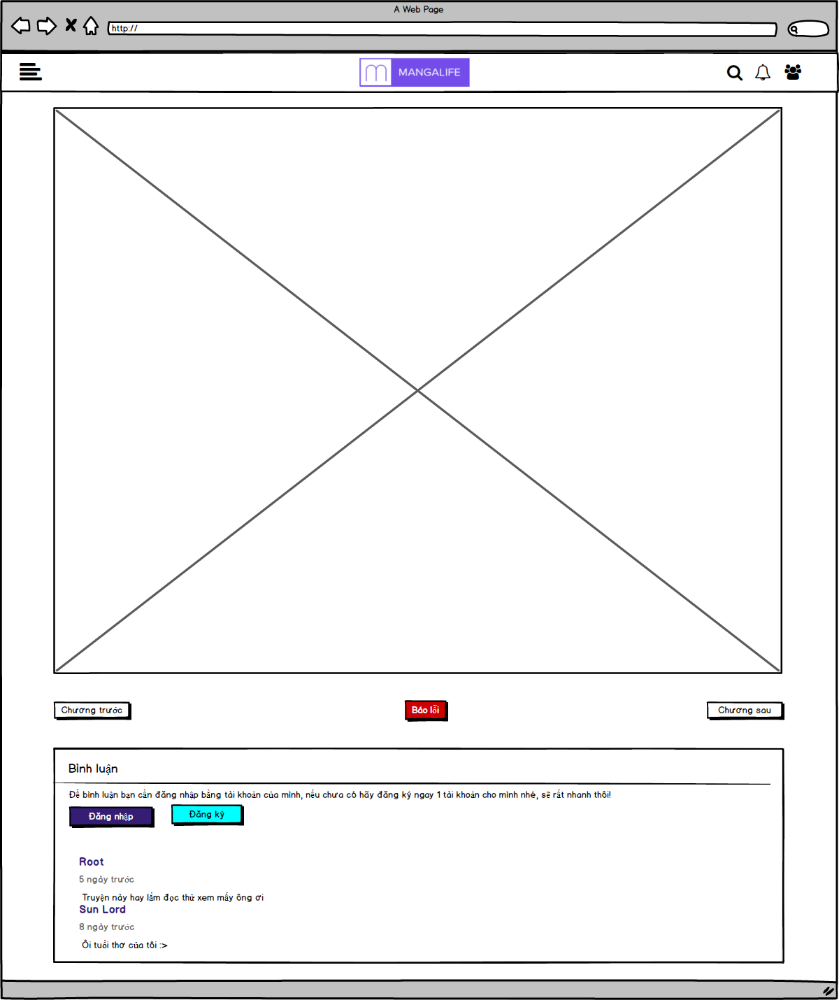 A Web Page
http://
MANGALIFE
Chương trước
Báo lỗi
Chương sau
Bình luận
Để bình luận bạn cần đăng nhập bằng tài khoản của mình, nếu chưa có hãy đăng ký ngay 1 tài khoản cho mình nhé, sẽ rất nhanh thôi!
Đăng nhập
Đăng ký
Root
5 ngày trước
Truyện này hay lắm đọc thử xem mấy ông ơi
Sun Lord
8 ngày trước
Ôi tuổi thơ của tôi :>